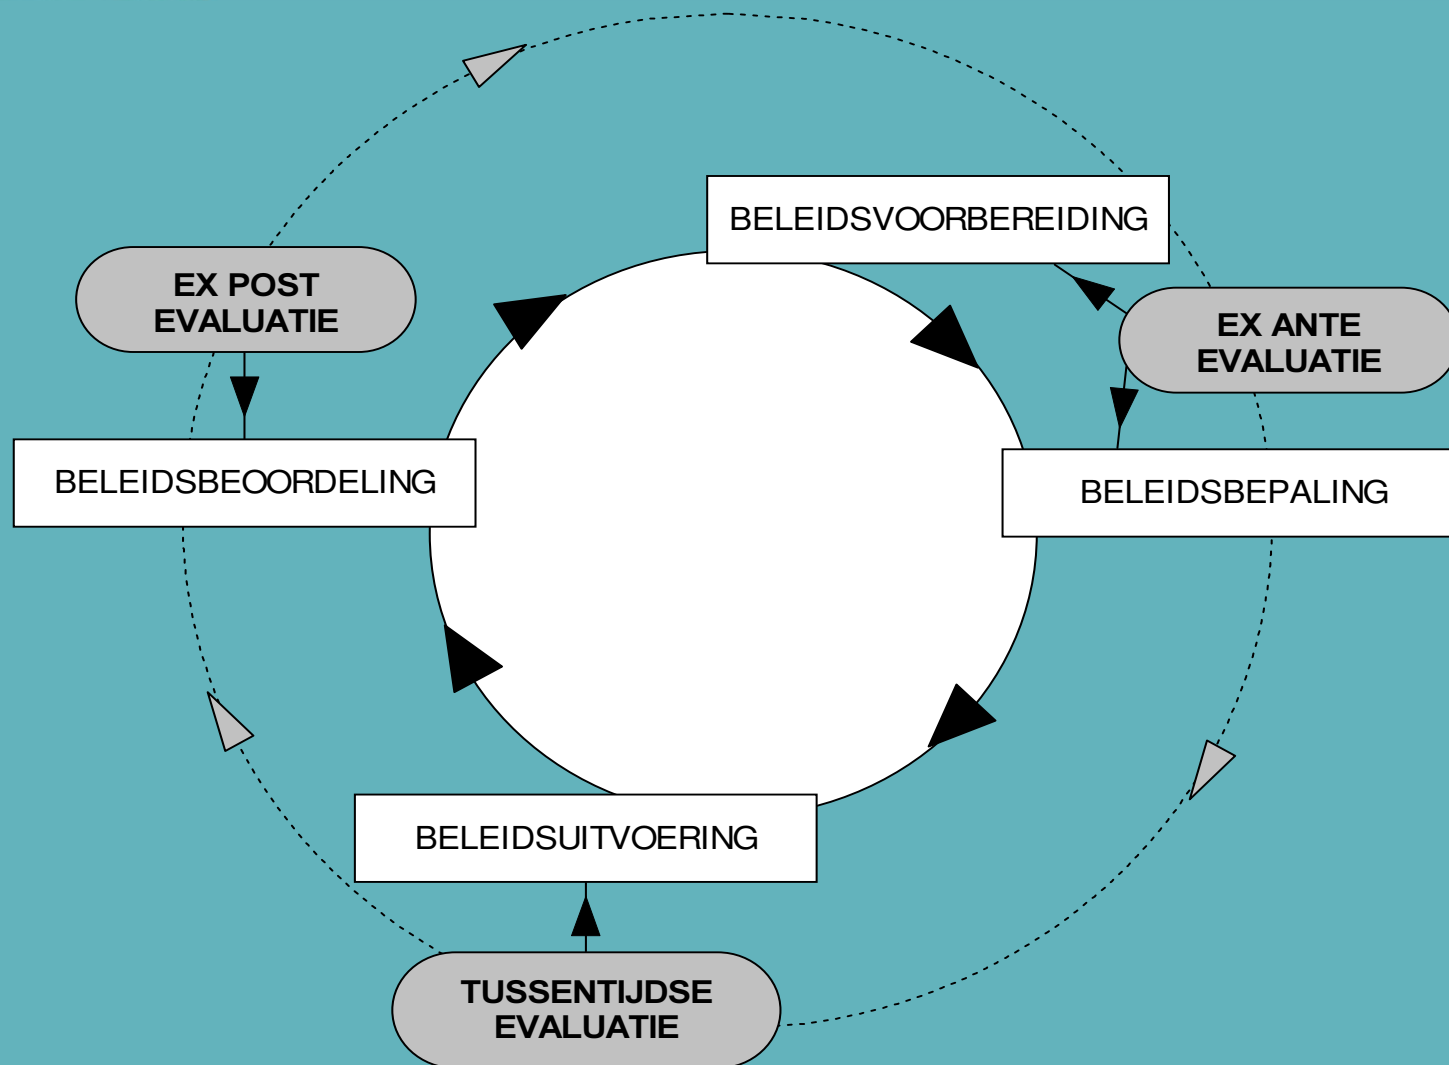 BELEIDSVOORBEREIDING
EX POST
EVALUATIE
EX ANTE
EVALUATIE
BELEIDSBEOORDELING
BELEIDSBEPALING
BELEIDSUITVOERING
TUSSENTIJDSE
EVALUATIE